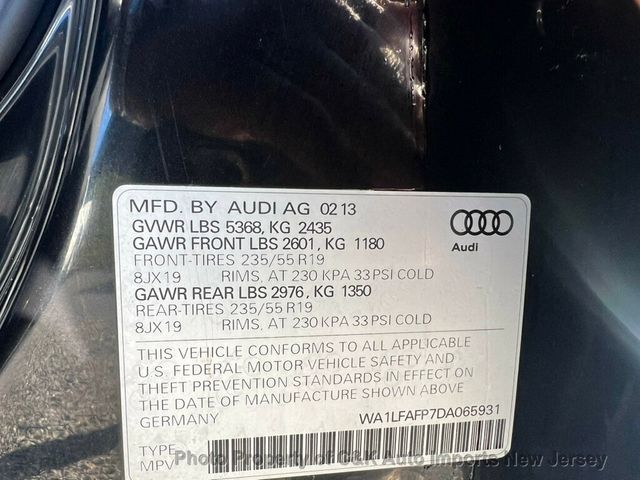 MFD. BY AUDI AG 02 13
GVWR LBS 5368, KG 2435
GAWR FRONT LBS 2601, KG 1180
FRONT-TIRES 235/55 R19
8JX19 RIMS, AT 230 KPA 33 PSI COLD
GAWR REAR LBS 2976, KG 1350
REAR-TIRES 235/55 R19
8JX19 RIMS, AT 230 KPA 33 PSI COLD
Audi
THIS VEHICLE CONFORMS TO ALL APPLICABLE
U.S. FEDERAL MOTOR VEHICLE SAFETY AND
THEFT PREVENTION STANDARDS IN EFFECT ON
THE DATE OF MANUFACTURE SHOWN ABOVE
GERMANY WA1LFAFP7DA065931
TYPE:
MPV
Photo Property of C&K Auto Imports New Jersey